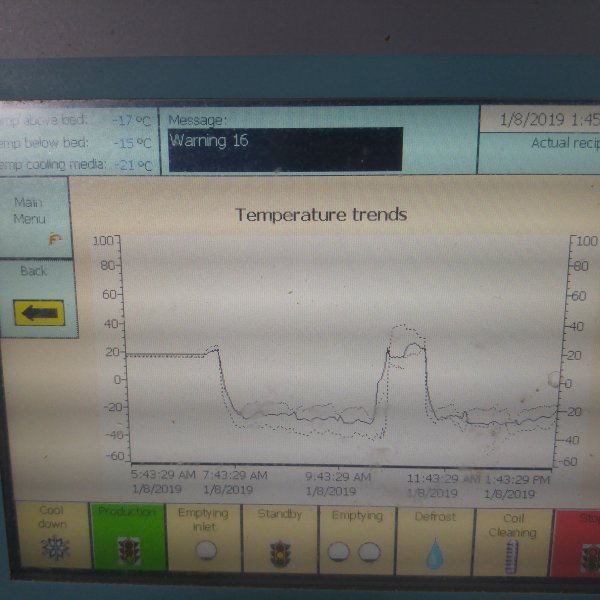 emp above bed: -17 ºC
emp below bed: -15 ºC
emp cooling media: -21 ºC
Message:
Warning 16
1/8/2019 1:45
Actual recip
Main
Menu
Back
Temperature trends
100 100
80 80
60 60
40 40
20 20
0 0
-20 -20
-40 -40
-60 -60
5:43:29 AM 7:43:29 AM 9:43:29 AM 11:43:29 AM 1:43:29 PM
1/8/2019 1/8/2019 1/8/2019 1/8/2019 1/8/2019
Cool
down
Production
Emptying
inlet
Standby
Emptying
Defrost
Coil
Cleaning
Stop